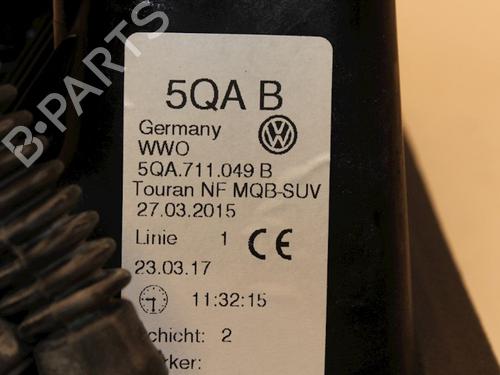 5QA B
Germany
WWO
5QA.711.049 B
Touran NF MQB-SUV
27.03.2015
Linie 1 CE
23.03.17
11:32:15
chicht: 2
rker:
B-PARTS